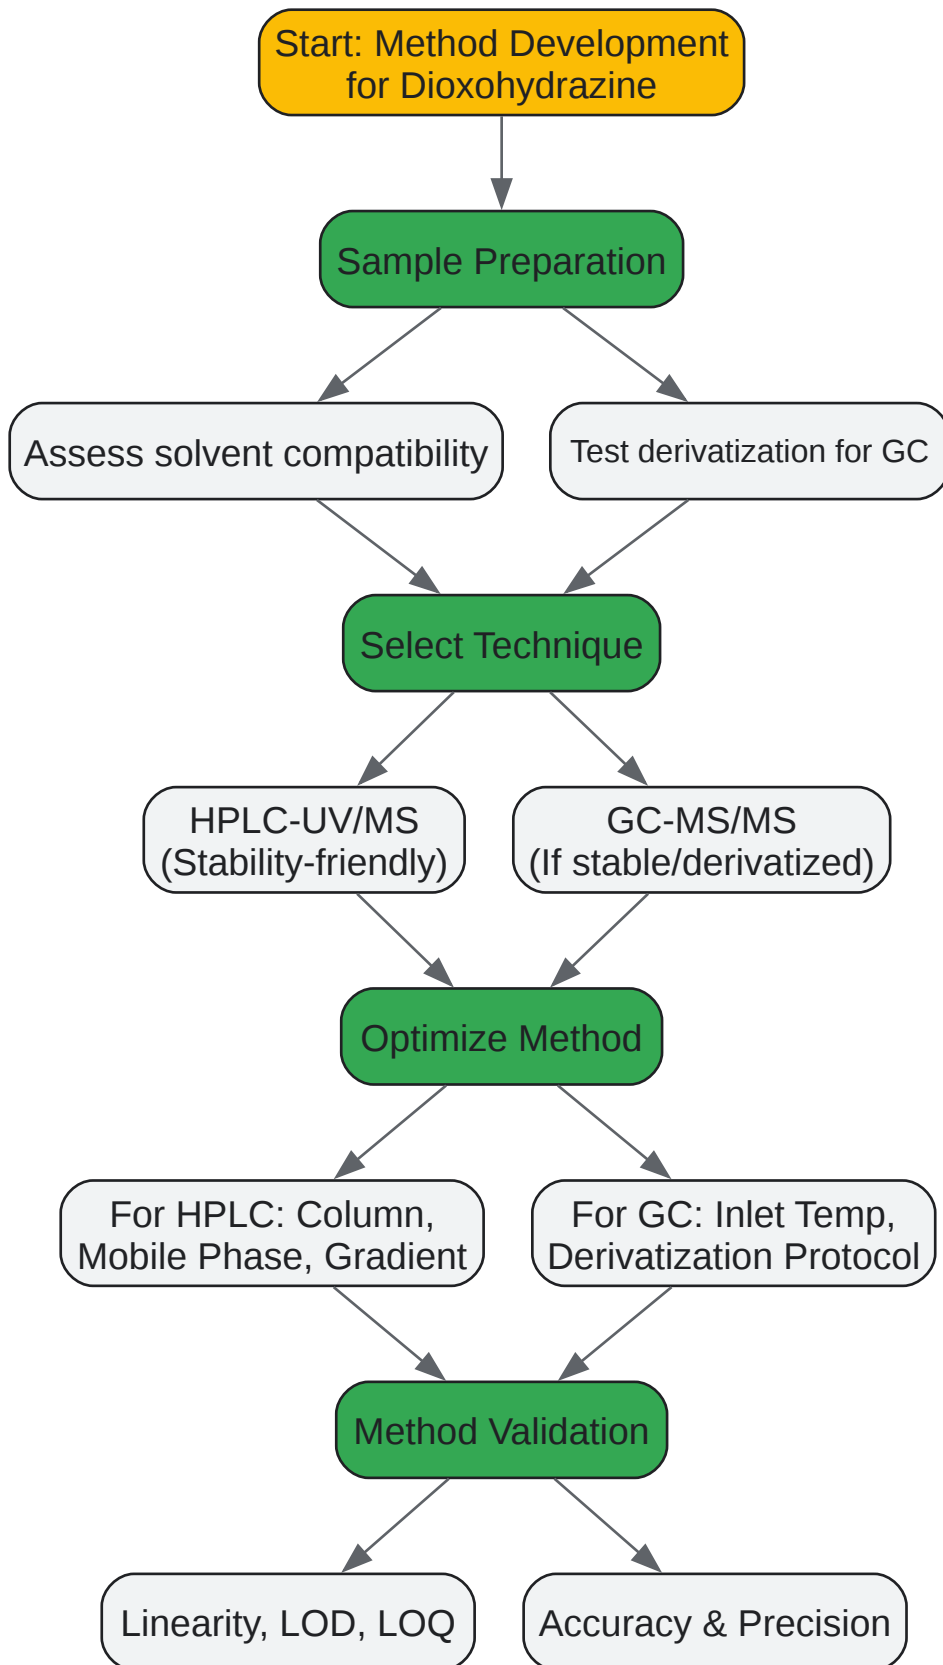 Start: Method Development
for Dioxohydrazine
Sample Preparation
Assess solvent compatibility
Test derivatization for GC
Select Technique
HPLC-UV/MS
(Stability-friendly)
GC-MS/MS
(If stable/derivatized)
Optimize Method
For HPLC: Column,
Mobile Phase, Gradient
For GC: Inlet Temp,
Derivatization Protocol
Method Validation
Linearity, LOD, LOQ
Accuracy & Precision